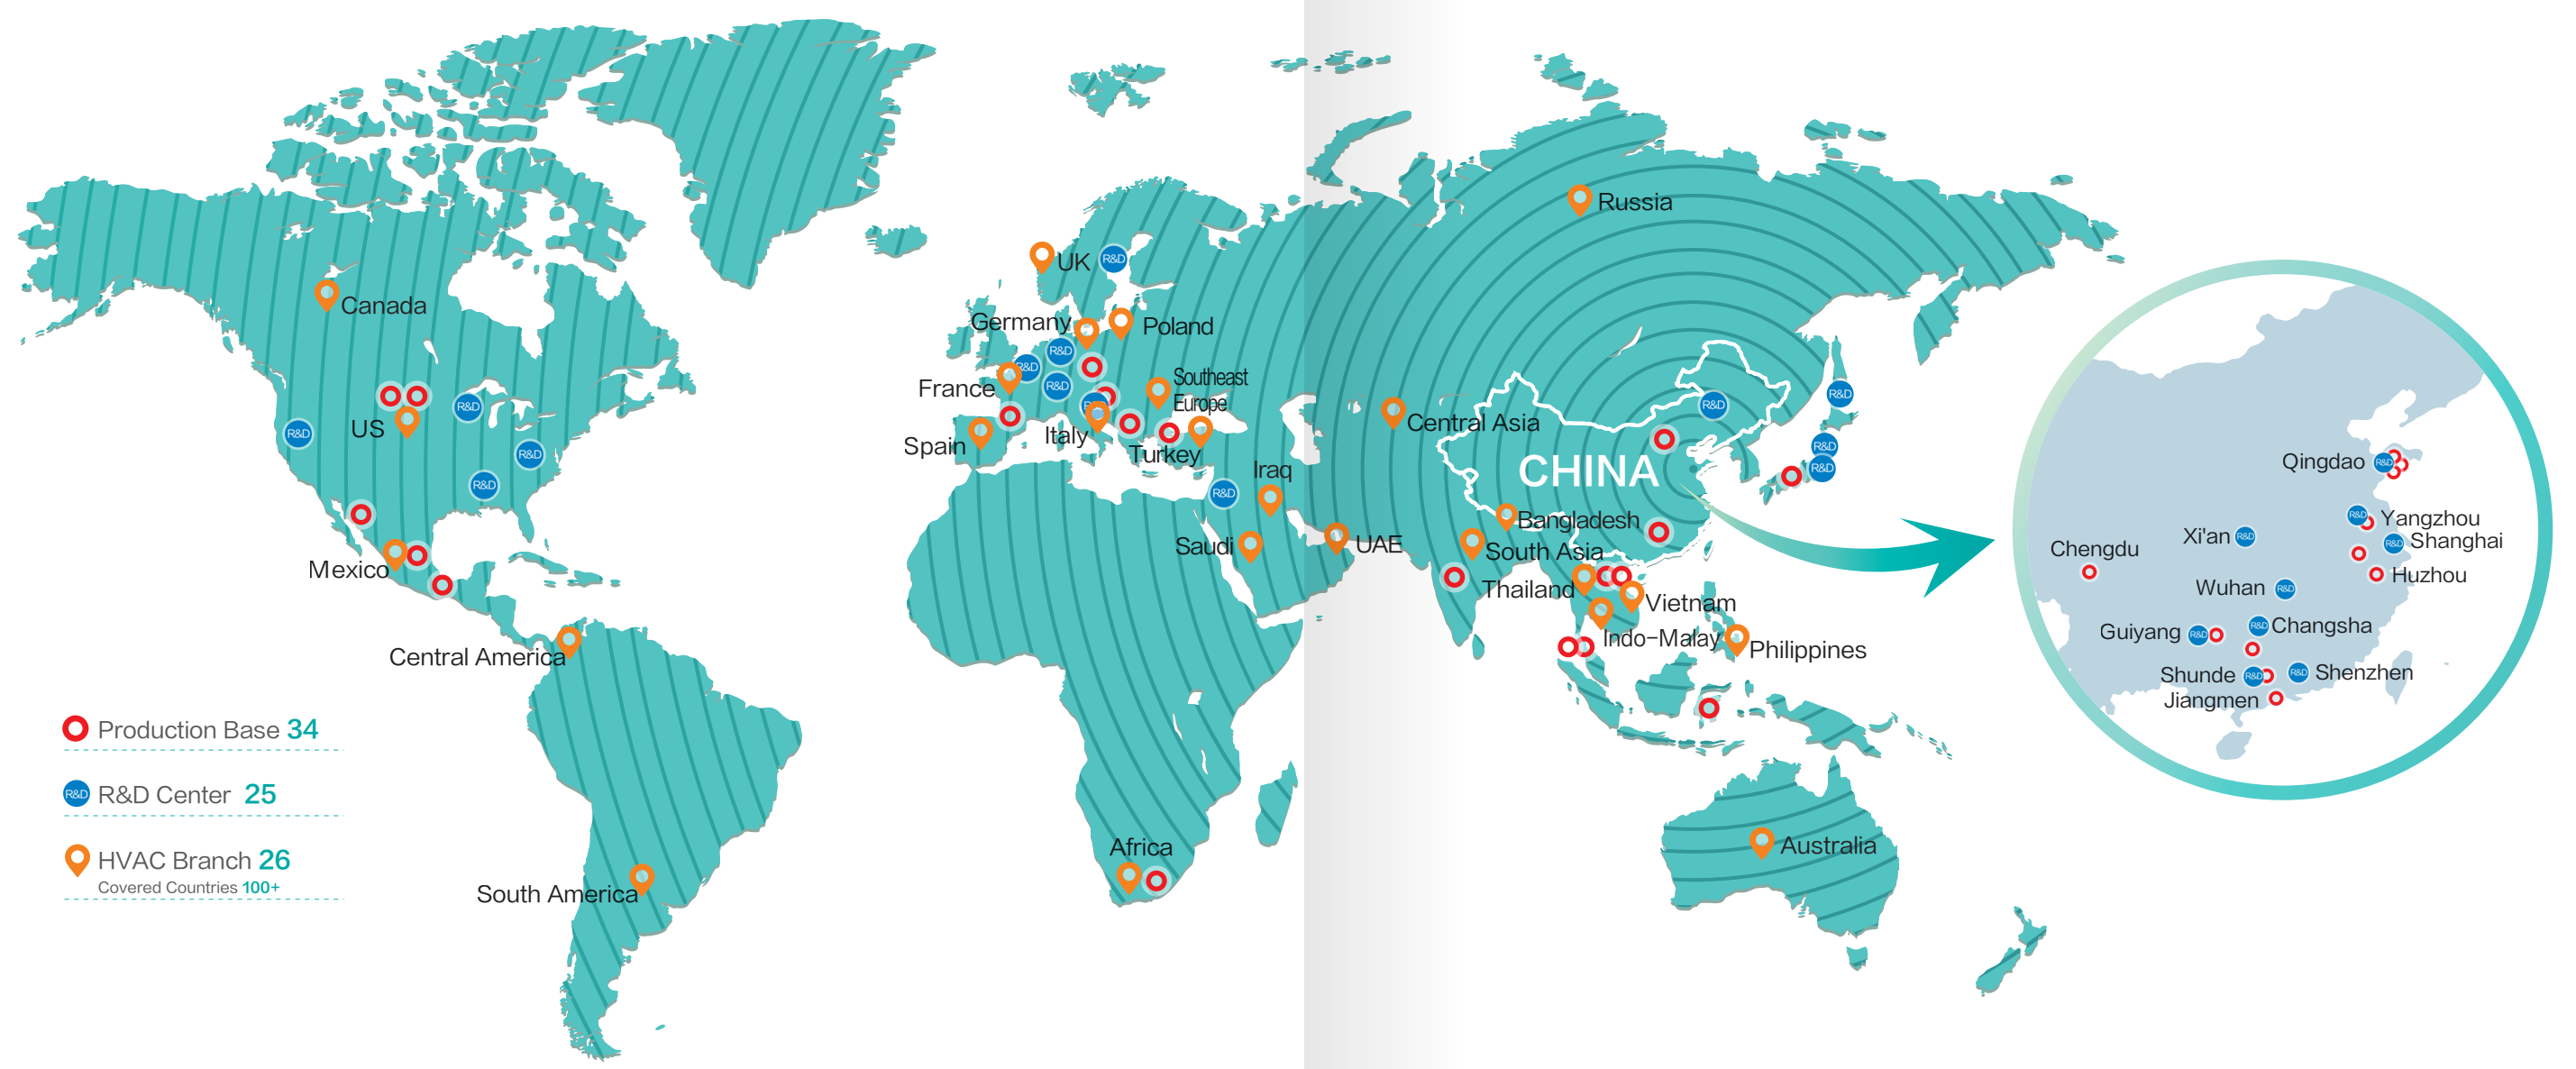 Russia
UK
R&D
Canada
Germany
Poland
R&D
R&D
R&D
France
Southeast
Europe
R&D
R&D
US
R&D
R&D
R&D
Spain
Italy
Turkey
Central Asia
R&D
R&D
R&D
R&D
CHINA
Iraq
R&D
Bangladesh
Saudi
UAE
South Asia
Mexico
Thailand
Vietnam
Indo-Malay
Philippines
Central America
Qingdao
R&D
R&D
Yangzhou
Xi'an
R&D
R&D
Shanghai
Chengdu
Huzhou
Wuhan
R&D
Guiyang
R&D
R&D
Changsha
Shunde
R&D
R&D
Shenzhen
Jiangmen
Production Base 34
R&D
R&D Center 25
HVAC Branch 26
Covered Countries 100+
Africa
Australia
South America